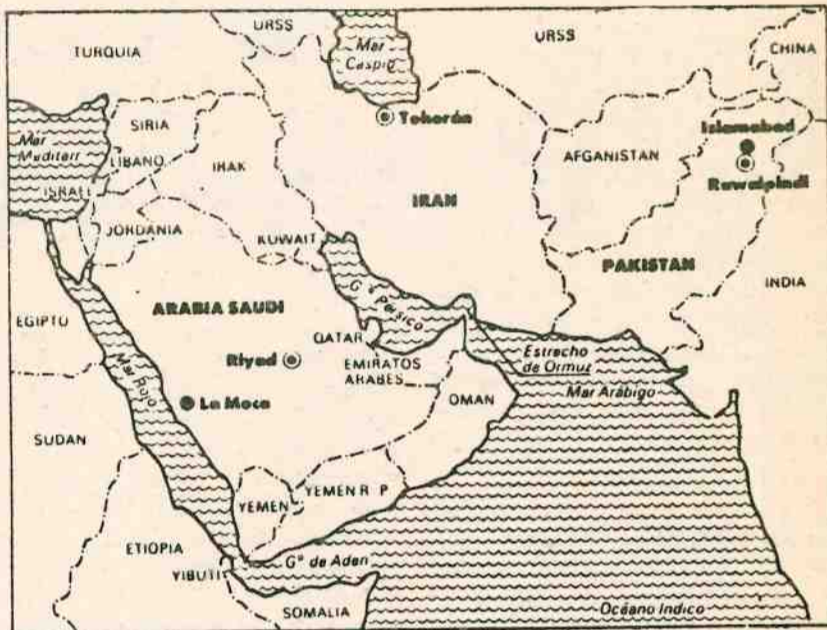 URSS
URSS
TURQUIA
Mar
Caspio
CHINA
Teherán
SIRIA
Mar
Mediterr
LIBANO
IRAK
AFGANISTAN
Islamabad
Rawalpindi
ISRAEL
IRAN
JORDANIA
KUWAIT
PAKISTAN
INDIA
Gº Pérsico
ARABIA SAUDI
EGIPTO
QATAR
Estrecho
de Ormuz
Riyad
EMIRATOS
ARABES
Mar Rojo
OMAN
Mar Arábigo
La Meca
SUDAN
YEMEN
YEMEN R P
ETIOPIA
YIBUTI
Gº de Aden
SOMALIA
Océano Indico